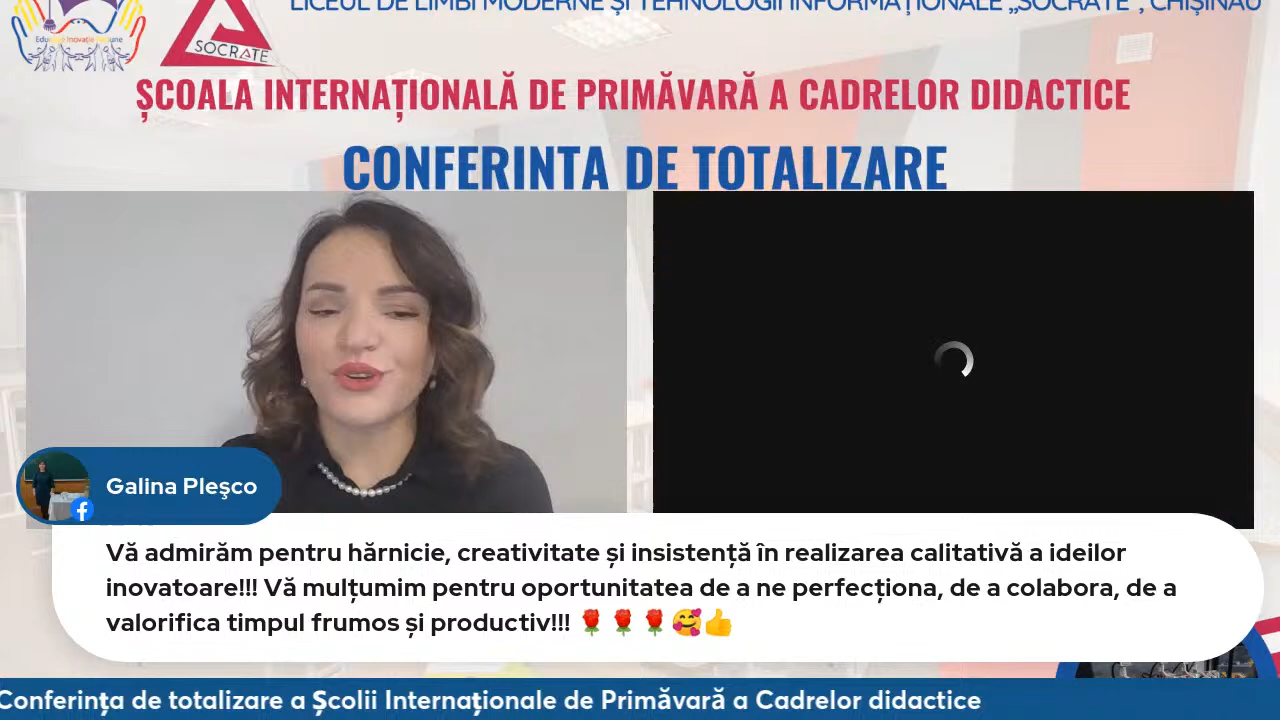 LICEUL DE LIMBI MODERNE ȘI TEHNOLOGII INFORMAȚIONALE „SOCRATE”, CHIȘINĂU
SOCRATE
ȘCOALA INTERNAȚIONALĂ DE PRIMĂVARĂ A CADRELOR DIDACTICE
CONFERINTA DE TOTALIZARE
Galina Pleşco
Vă admirăm pentru hărnicie, creativitate și insistență în realizarea calitativă a ideilor
inovatoare!!! Vă mulțumim pentru oportunitatea de a ne perfecționa, de a colabora, de a
valorifica timpul frumos și productiv!!! 🌹🌹🌹🥰👍
Conferința de totalizare a Școlii Internaționale de Primăvară a Cadrelor didactice